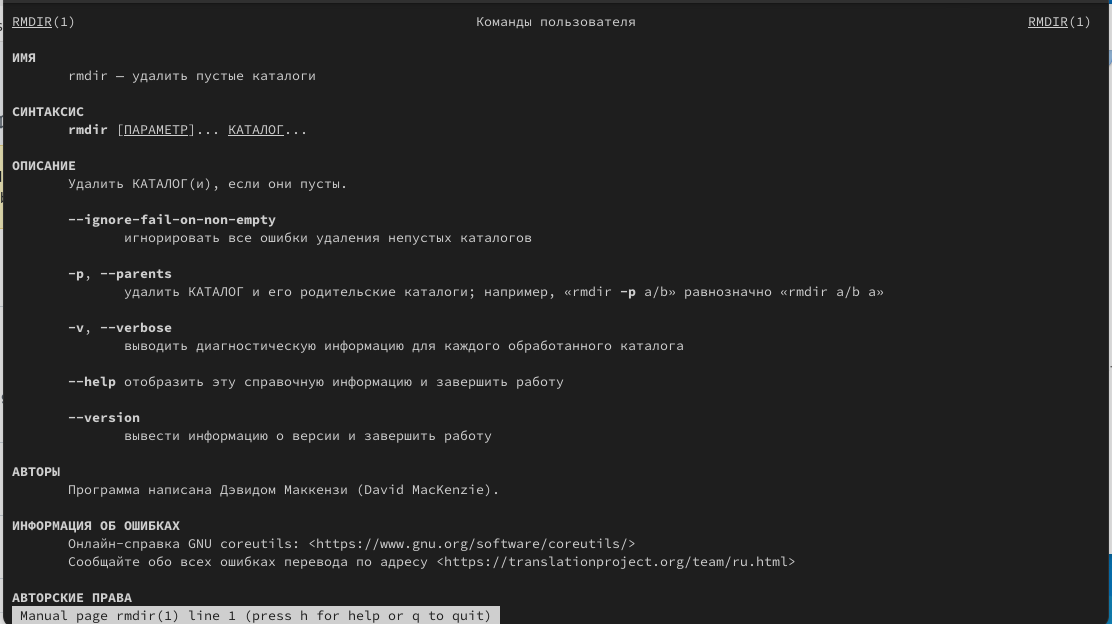 RMDIR(1) Команды пользователя RMDIR(1)
ИМЯ
rmdir — удалить пустые каталоги
СИНТАКСИС
rmdir [ПАРАМЕТР]... КАТАЛОГ...
ОПИСАНИЕ
Удалить КАТАЛОГ(и), если они пусты.
--ignore-fail-on-non-empty
игнорировать все ошибки удаления непустых каталогов
-p, --parents
удалить КАТАЛОГ и его родительские каталоги; например, «rmdir -p a/b» равнозначно «rmdir a/b a»
-v, --verbose
выводить диагностическую информацию для каждого обработанного каталога
--help отобразить эту справочную информацию и завершить работу
--version
вывести информацию о версии и завершить работу
АВТОРЫ
Программа написана Дэвидом Маккензи (David MacKenzie).
ИНФОРМАЦИЯ ОБ ОШИБКАХ
Онлайн-справка GNU coreutils: <https://www.gnu.org/software/coreutils/>
Сообщайте обо всех ошибках перевода по адресу <https://translationproject.org/team/ru.html>
АВТОРСКИЕ ПРАВА
Manual page rmdir(1) line 1 (press h for help or q to quit)